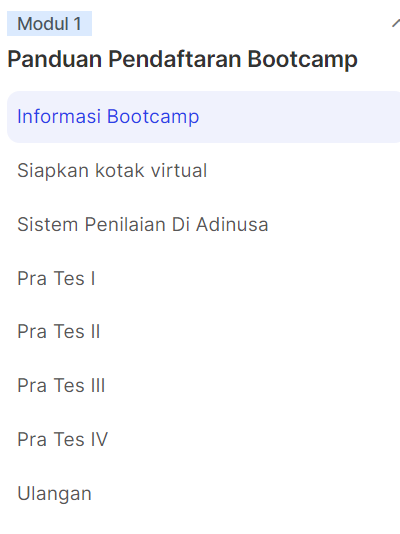 Modul 1
Panduan Pendaftaran Bootcamp
Informasi Bootcamp
Siapkan kotak virtual
Sistem Penilaian Di Adinusa
Pra Tes I
Pra Tes II
Pra Tes III
Pra Tes IV
Ulangan